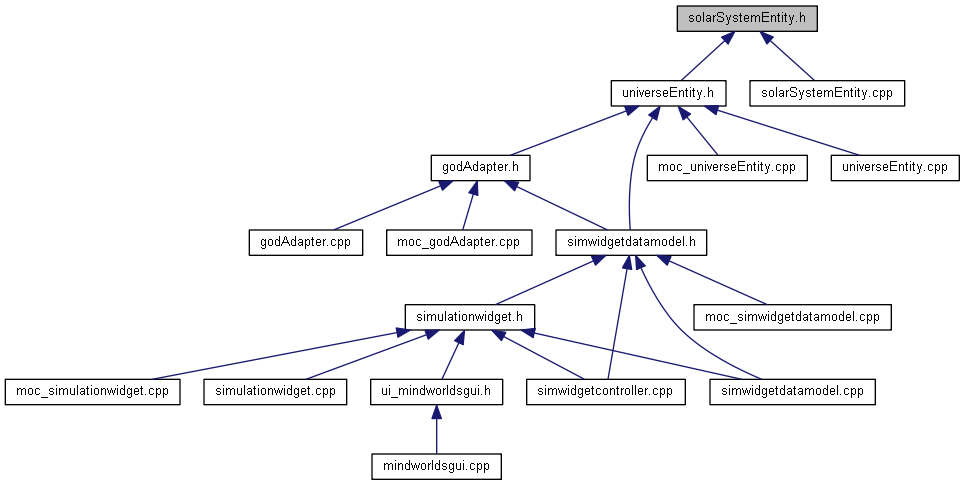 solarSystemEntity.h
universeEntity.h
solarSystemEntity.cpp
godAdapter.h
moc_universeEntity.cpp
universeEntity.cpp
godAdapter.cpp
moc_godAdapter.cpp
simwidgetdatamodel.h
simulationwidget.h
moc_simwidgetdatamodel.cpp
moc_simulationwidget.cpp
simulationwidget.cpp
ui_mindworldsgui.h
simwidgetcontroller.cpp
simwidgetdatamodel.cpp
mindworldsgui.cpp